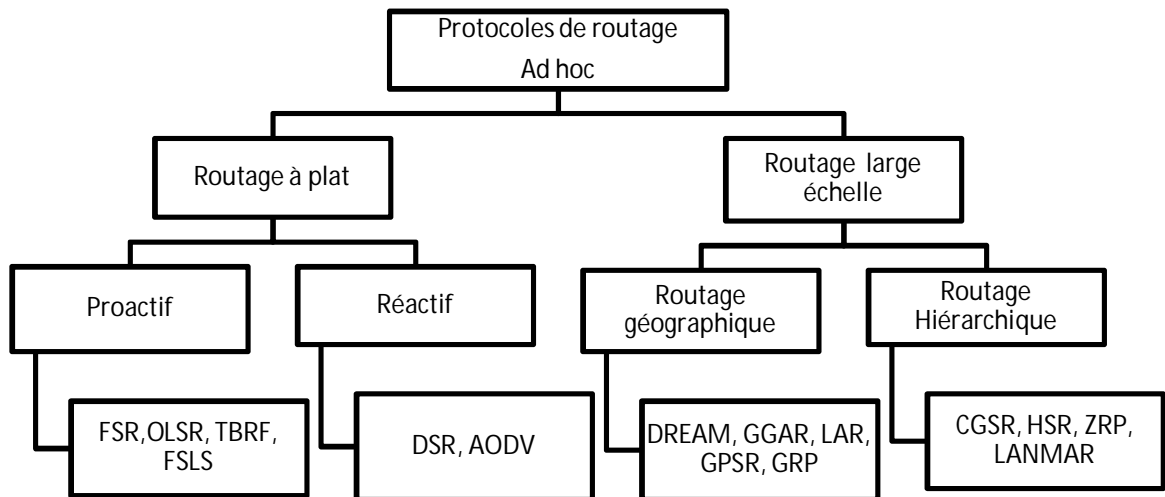 Protocoles de routage
Ad hoc
Routage à plat
Routage large
échelle
Proactif
Réactif
Routage
géographique
Routage
Hiérarchique
FSR,OLSR, TBRF,
FSLS
DSR, AODV
DREAM, GGAR, LAR,
GPSR, GRP
CGSR, HSR, ZRP,
LANMAR